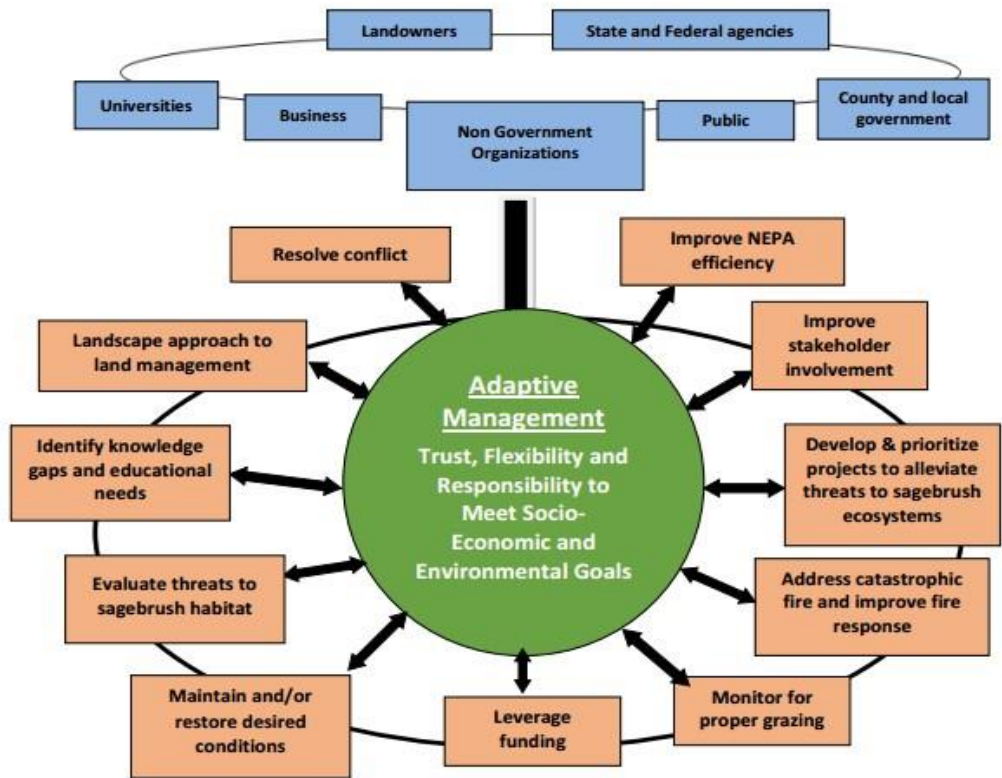 Landowners
State and Federal agencies
Universities
Business
Non Government
Organizations
Public
County and local
government
Resolve conflict
Improve NEPA
efficiency
Landscape approach to
land management
Improve
stakeholder
involvement
Adaptive
Management
Trust, Flexibility and
Responsibility to
Meet Socio-
Economic and
Environmental Goals
Identify knowledge
gaps and educational
needs
Develop & prioritize
projects to alleviate
threats to sagebrush
ecosystems
Evaluate threats to
sagebrush habitat
Address catastrophic
fire and improve fire
response
Maintain and/or
restore desired
conditions
Leverage
funding
Monitor for
proper grazing